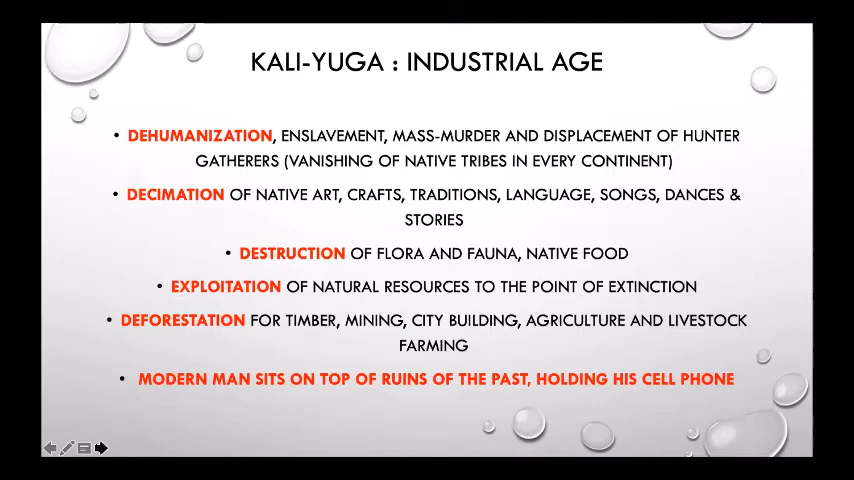 KALI-YUGA : INDUSTRIAL AGE
• DEHUMANIZATION, ENSLAVEMENT, MASS-MURDER AND DISPLACEMENT OF HUNTER
GATHERERS (VANISHING OF NATIVE TRIBES IN EVERY CONTINENT)
• DECIMATION OF NATIVE ART, CRAFTS, TRADITIONS, LANGUAGE, SONGS, DANCES &
STORIES
• DESTRUCTION OF FLORA AND FAUNA, NATIVE FOOD
• EXPLOITATION OF NATURAL RESOURCES TO THE POINT OF EXTINCTION
• DEFORESTATION FOR TIMBER, MINING, CITY BUILDING, AGRICULTURE AND LIVESTOCK
FARMING
• MODERN MAN SITS ON TOP OF RUINS OF THE PAST, HOLDING HIS CELL PHONE